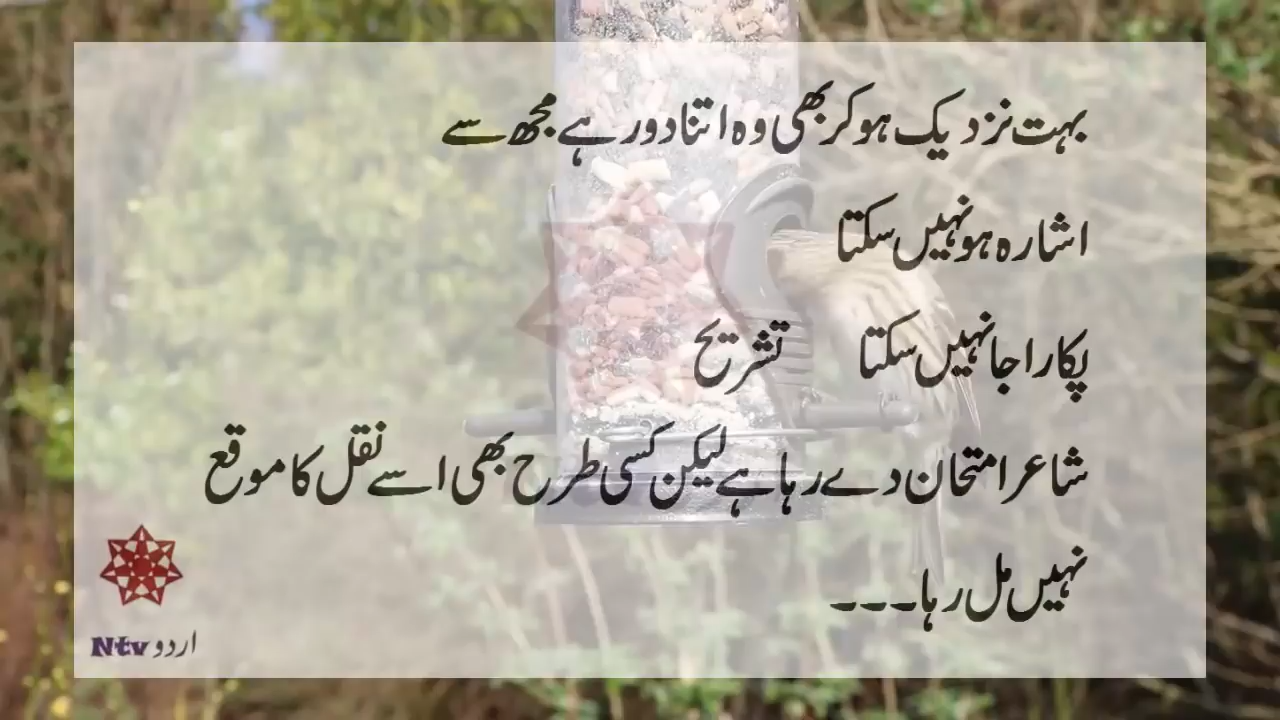 بہت نزدیک ہو کر بھی وہ اتنا دور ہے مجھ سے
اشارہ ہو نہیں سکتا
پکارا جا نہیں سکتا تشریح
شاعر امتحان دے رہا ہے لیکن کسی طرح بھی اسے نقل کا موقع
نہیں مل رہا۔۔۔
Ntv اردو